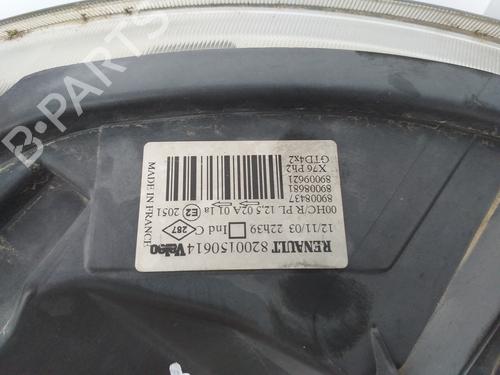 RENAULT 8200150614 Valeo
12/11/03 22h39 Ind C 287
00HC/R PL 12,5 02A 01 1a E2 2051
89008437
89008681
89009621
X76 Ph2
GTD4x2
MADE IN FRANCE
B-PARTS